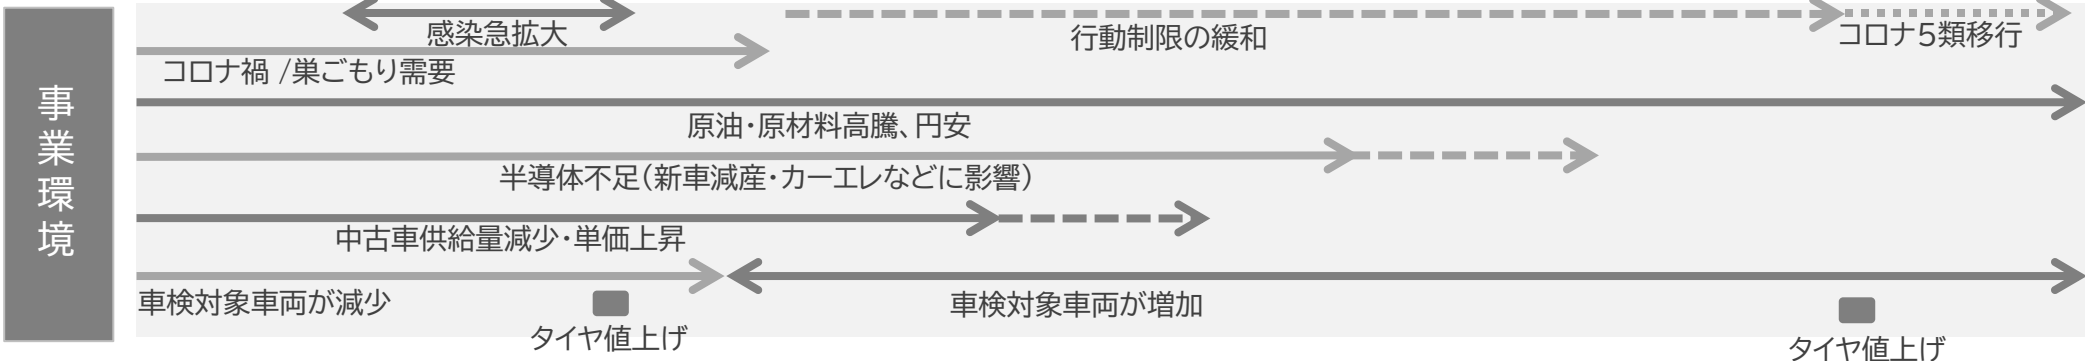 事業環境
感染急拡大
行動制限の緩和
コロナ5類移行
コロナ禍 /巣ごもり需要
原油・原材料高騰、円安
半導体不足（新車減産・カーエレなどに影響）
中古車供給量減少・単価上昇
車検対象車両が減少
車検対象車両が増加
タイヤ値上げ
タイヤ値上げ